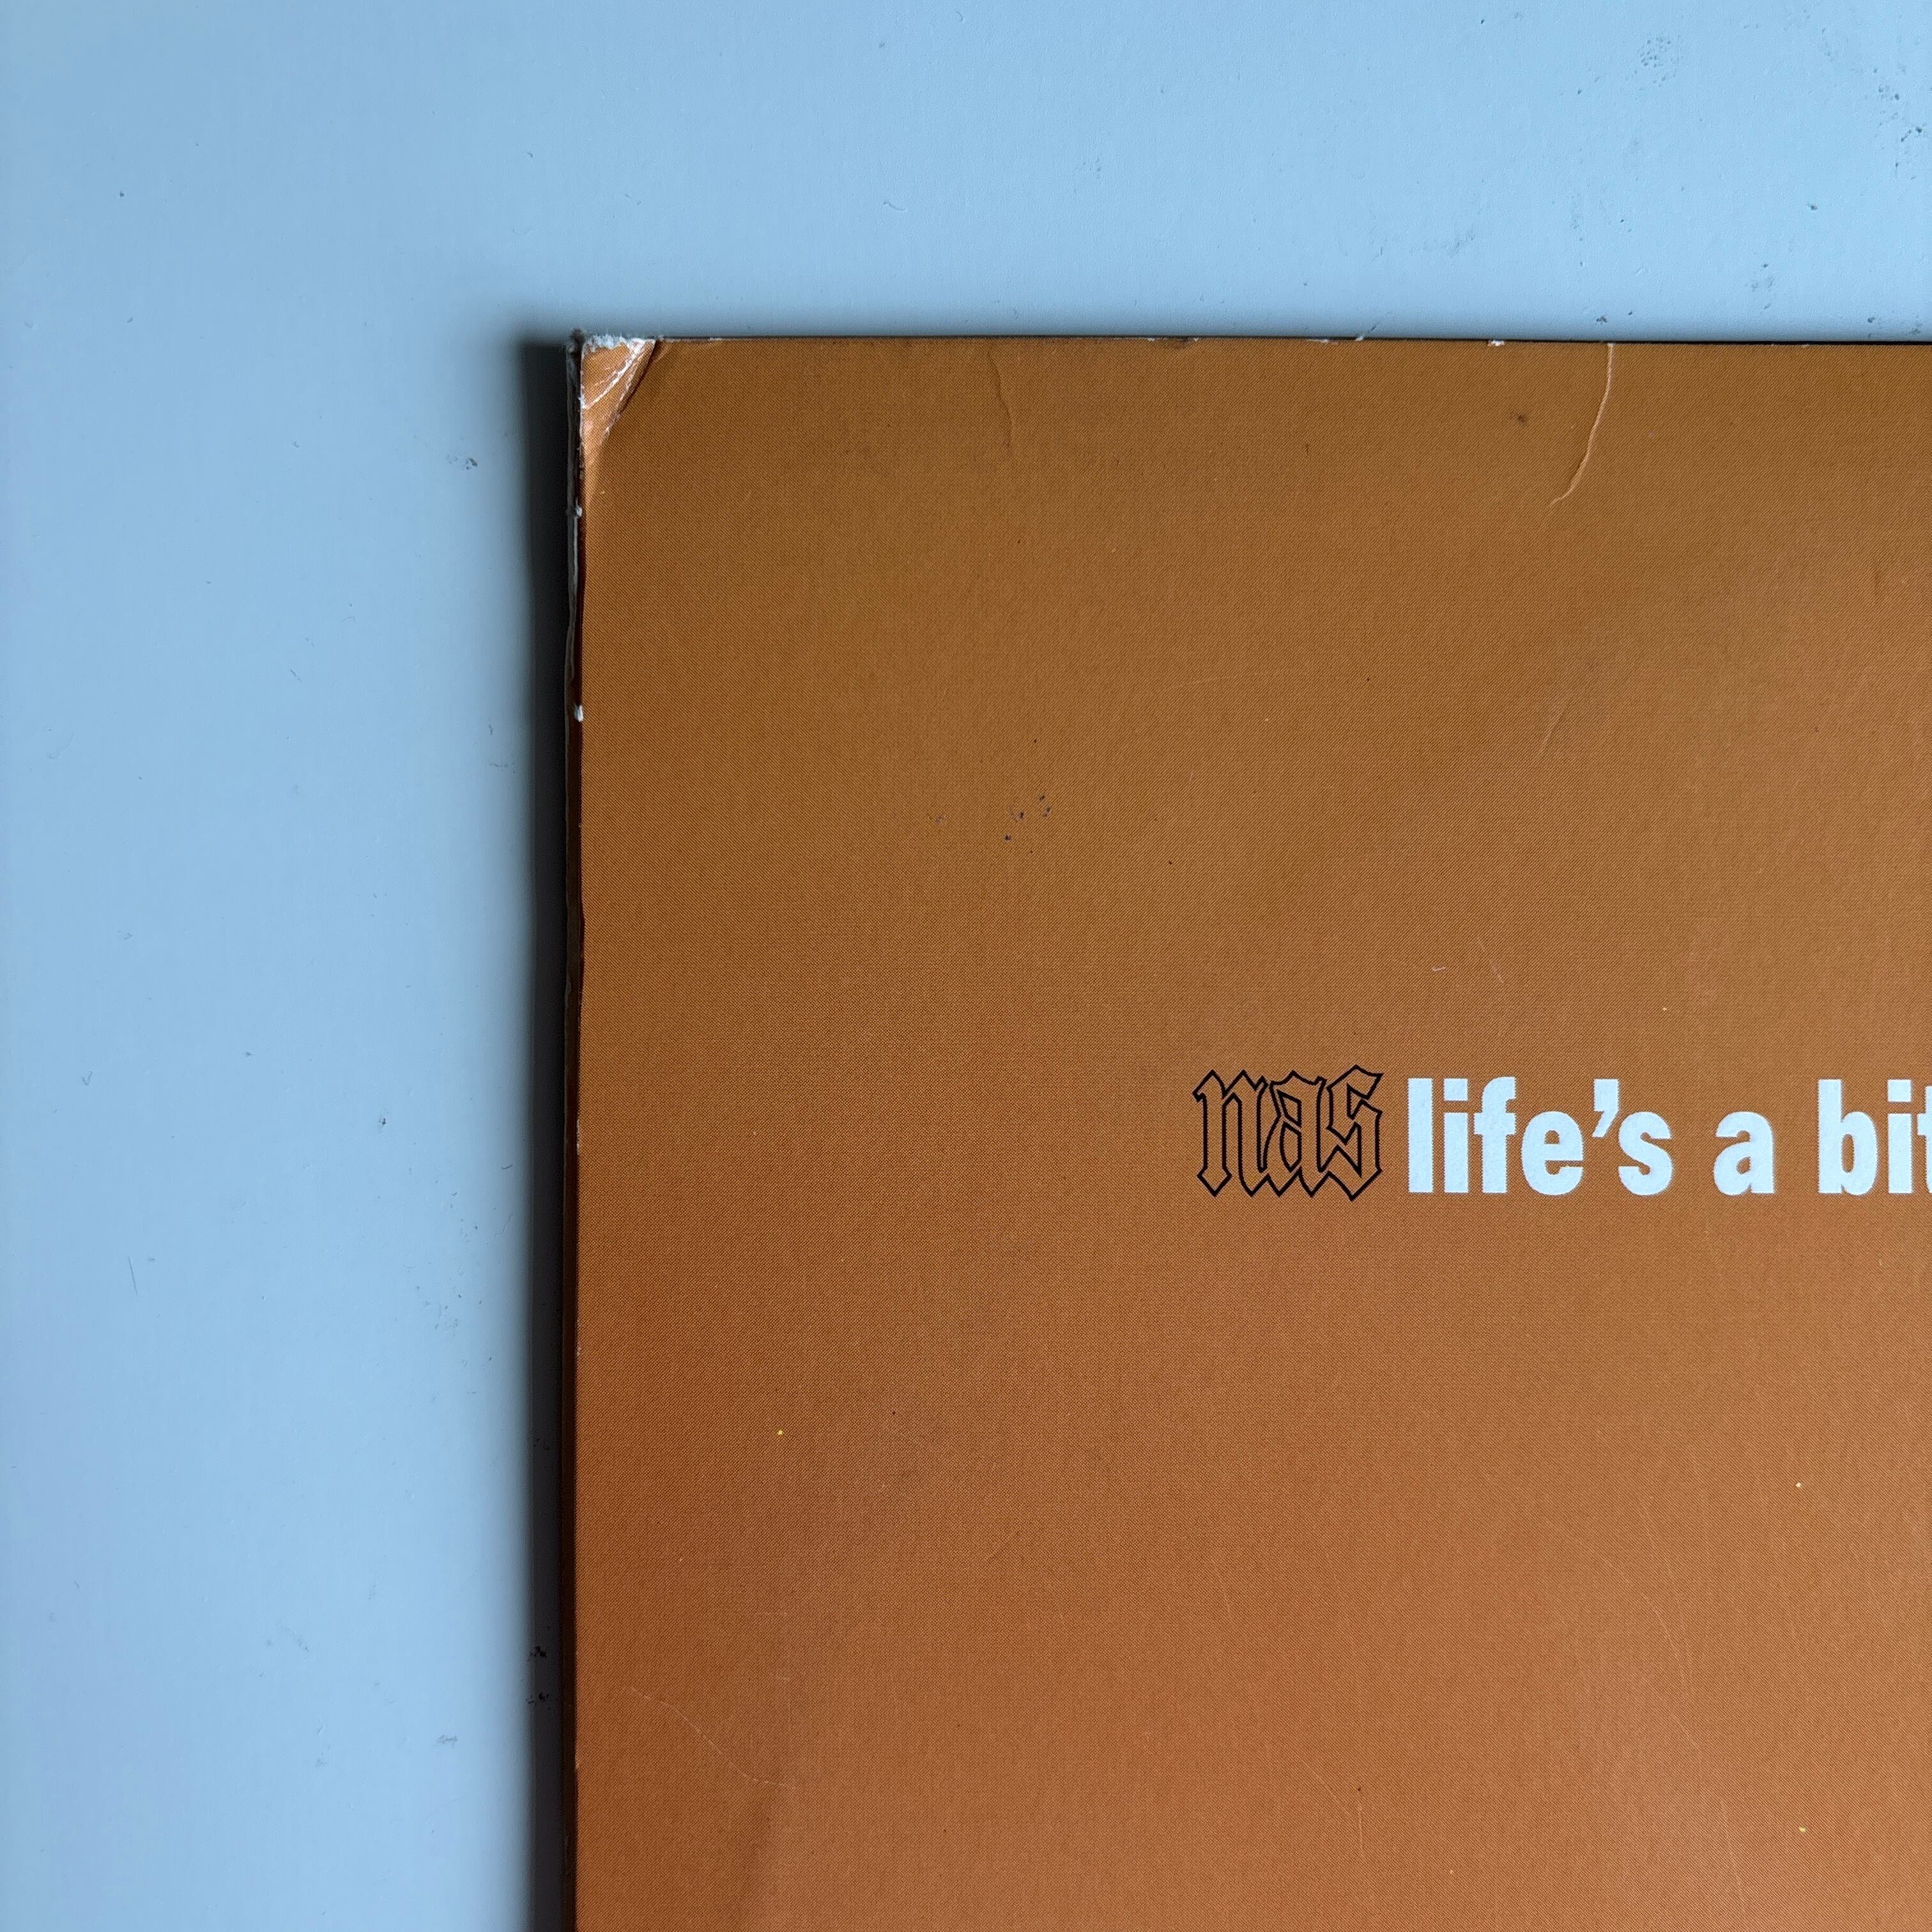 nas life's a bit